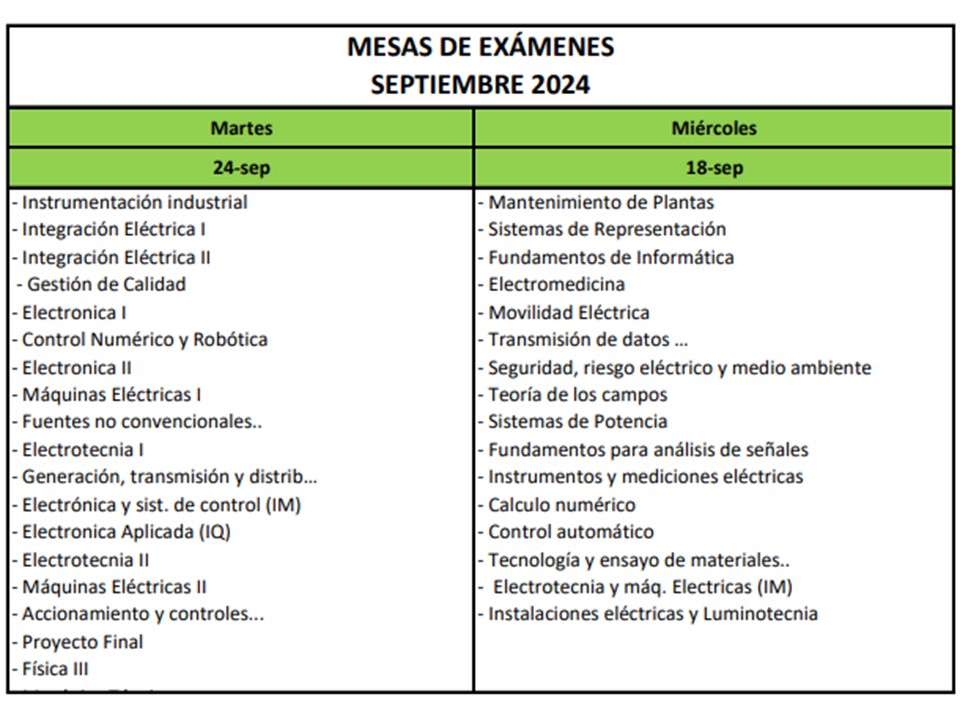 MESAS DE EXÁMENES
SEPTIEMBRE 2024
Martes
24-sep
- Instrumentación industrial
- Integración Eléctrica I
- Integración Eléctrica II
- Gestión de Calidad
- Electronica I
- Control Numérico y Robótica
- Electronica II
- Máquinas Eléctricas I
- Fuentes no convencionales..
- Electrotecnia I
- Generación, transmisión y distrib...
- Electrónica y sist. de control (IM)
- Electronica Aplicada (IQ)
- Electrotecnia II
- Máquinas Eléctricas II
- Accionamiento y controles...
- Proyecto Final
- Física III
Miércoles
18-sep
- Mantenimiento de Plantas
- Sistemas de Representación
- Fundamentos de Informática
- Electromedicina
- Movilidad Eléctrica
- Transmisión de datos ...
- Seguridad, riesgo eléctrico y medio ambiente
- Teoría de los campos
- Sistemas de Potencia
- Fundamentos para análisis de señales
- Instrumentos y mediciones eléctricas
- Calculo numérico
- Control automático
- Tecnología y ensayo de materiales..
- Electrotecnia y máq. Electricas (IM)
- Instalaciones eléctricas y Luminotecnia